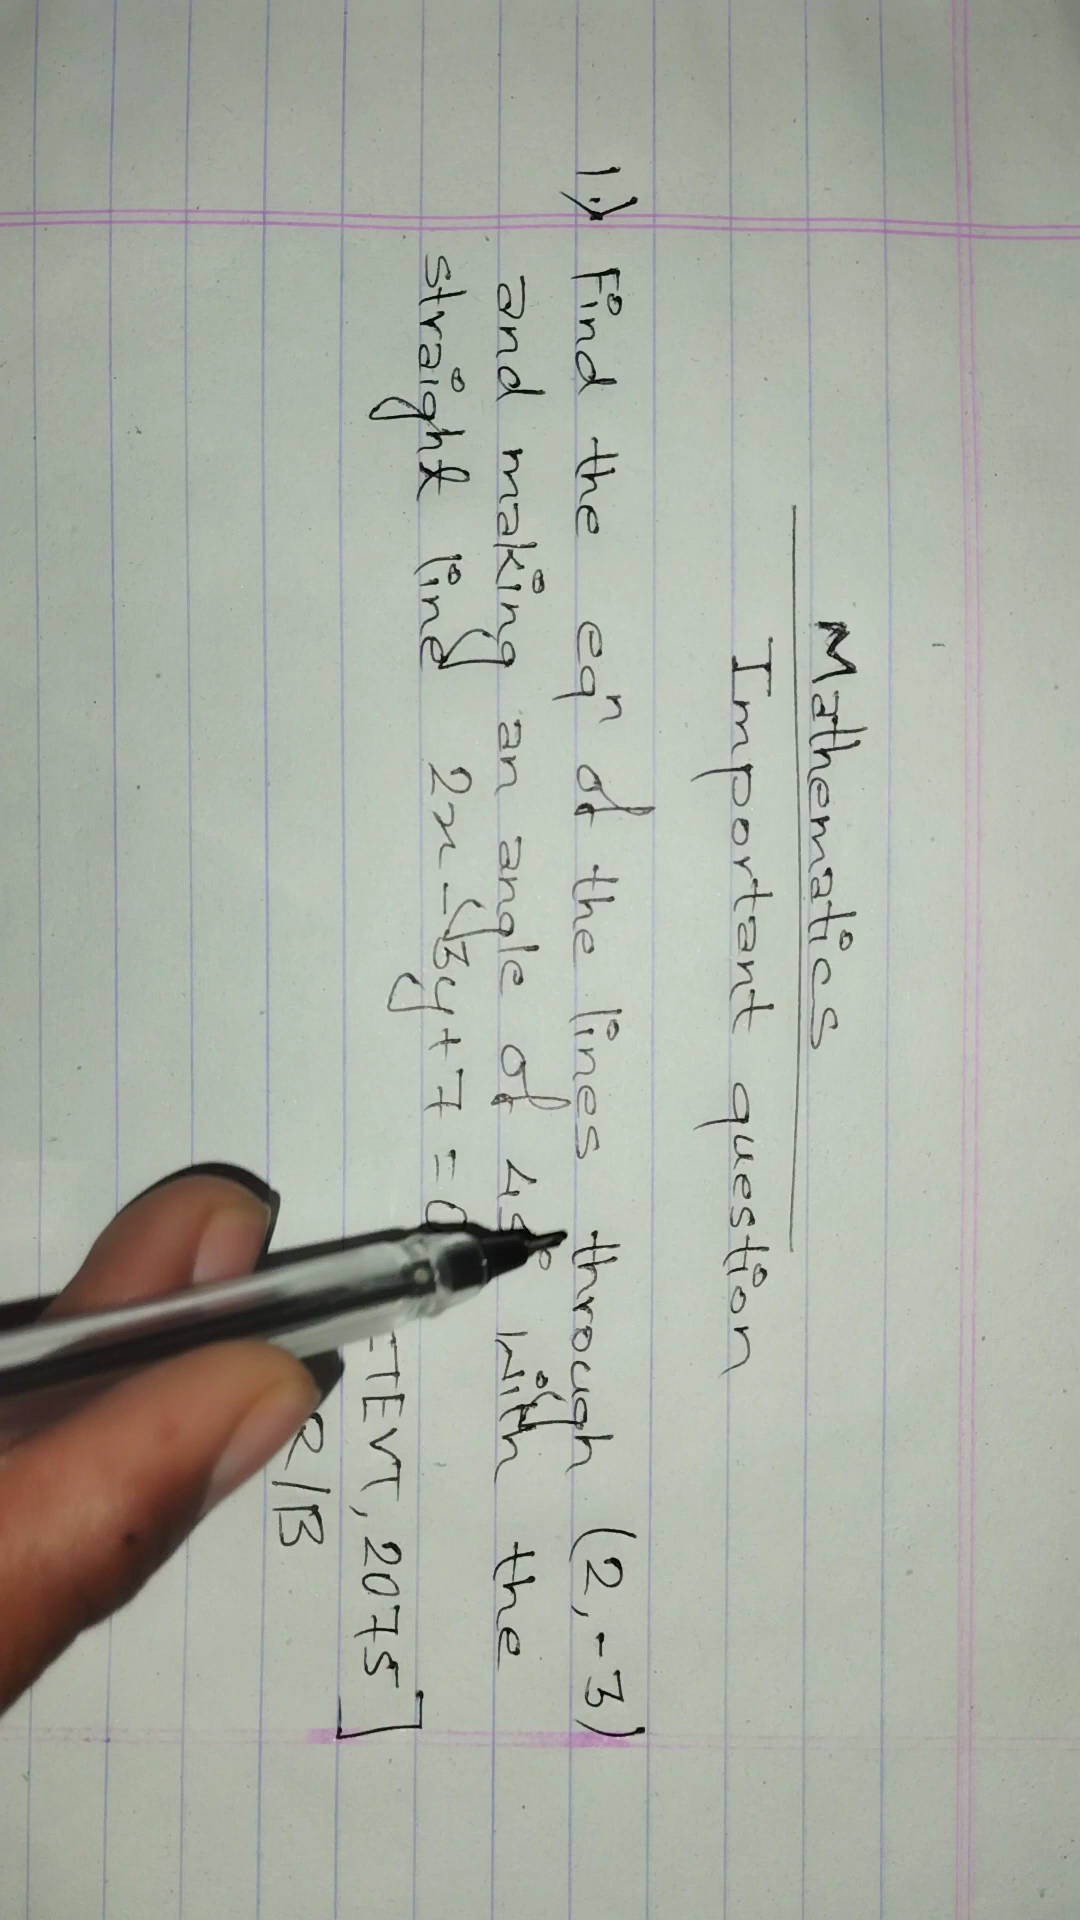 Mathematics
Important question
1.) Find the eqn of the lines through (2,-3)
and making an angle of 45° with the
straight line 2x-3y+7=0
TEVT, 2075]
R/B